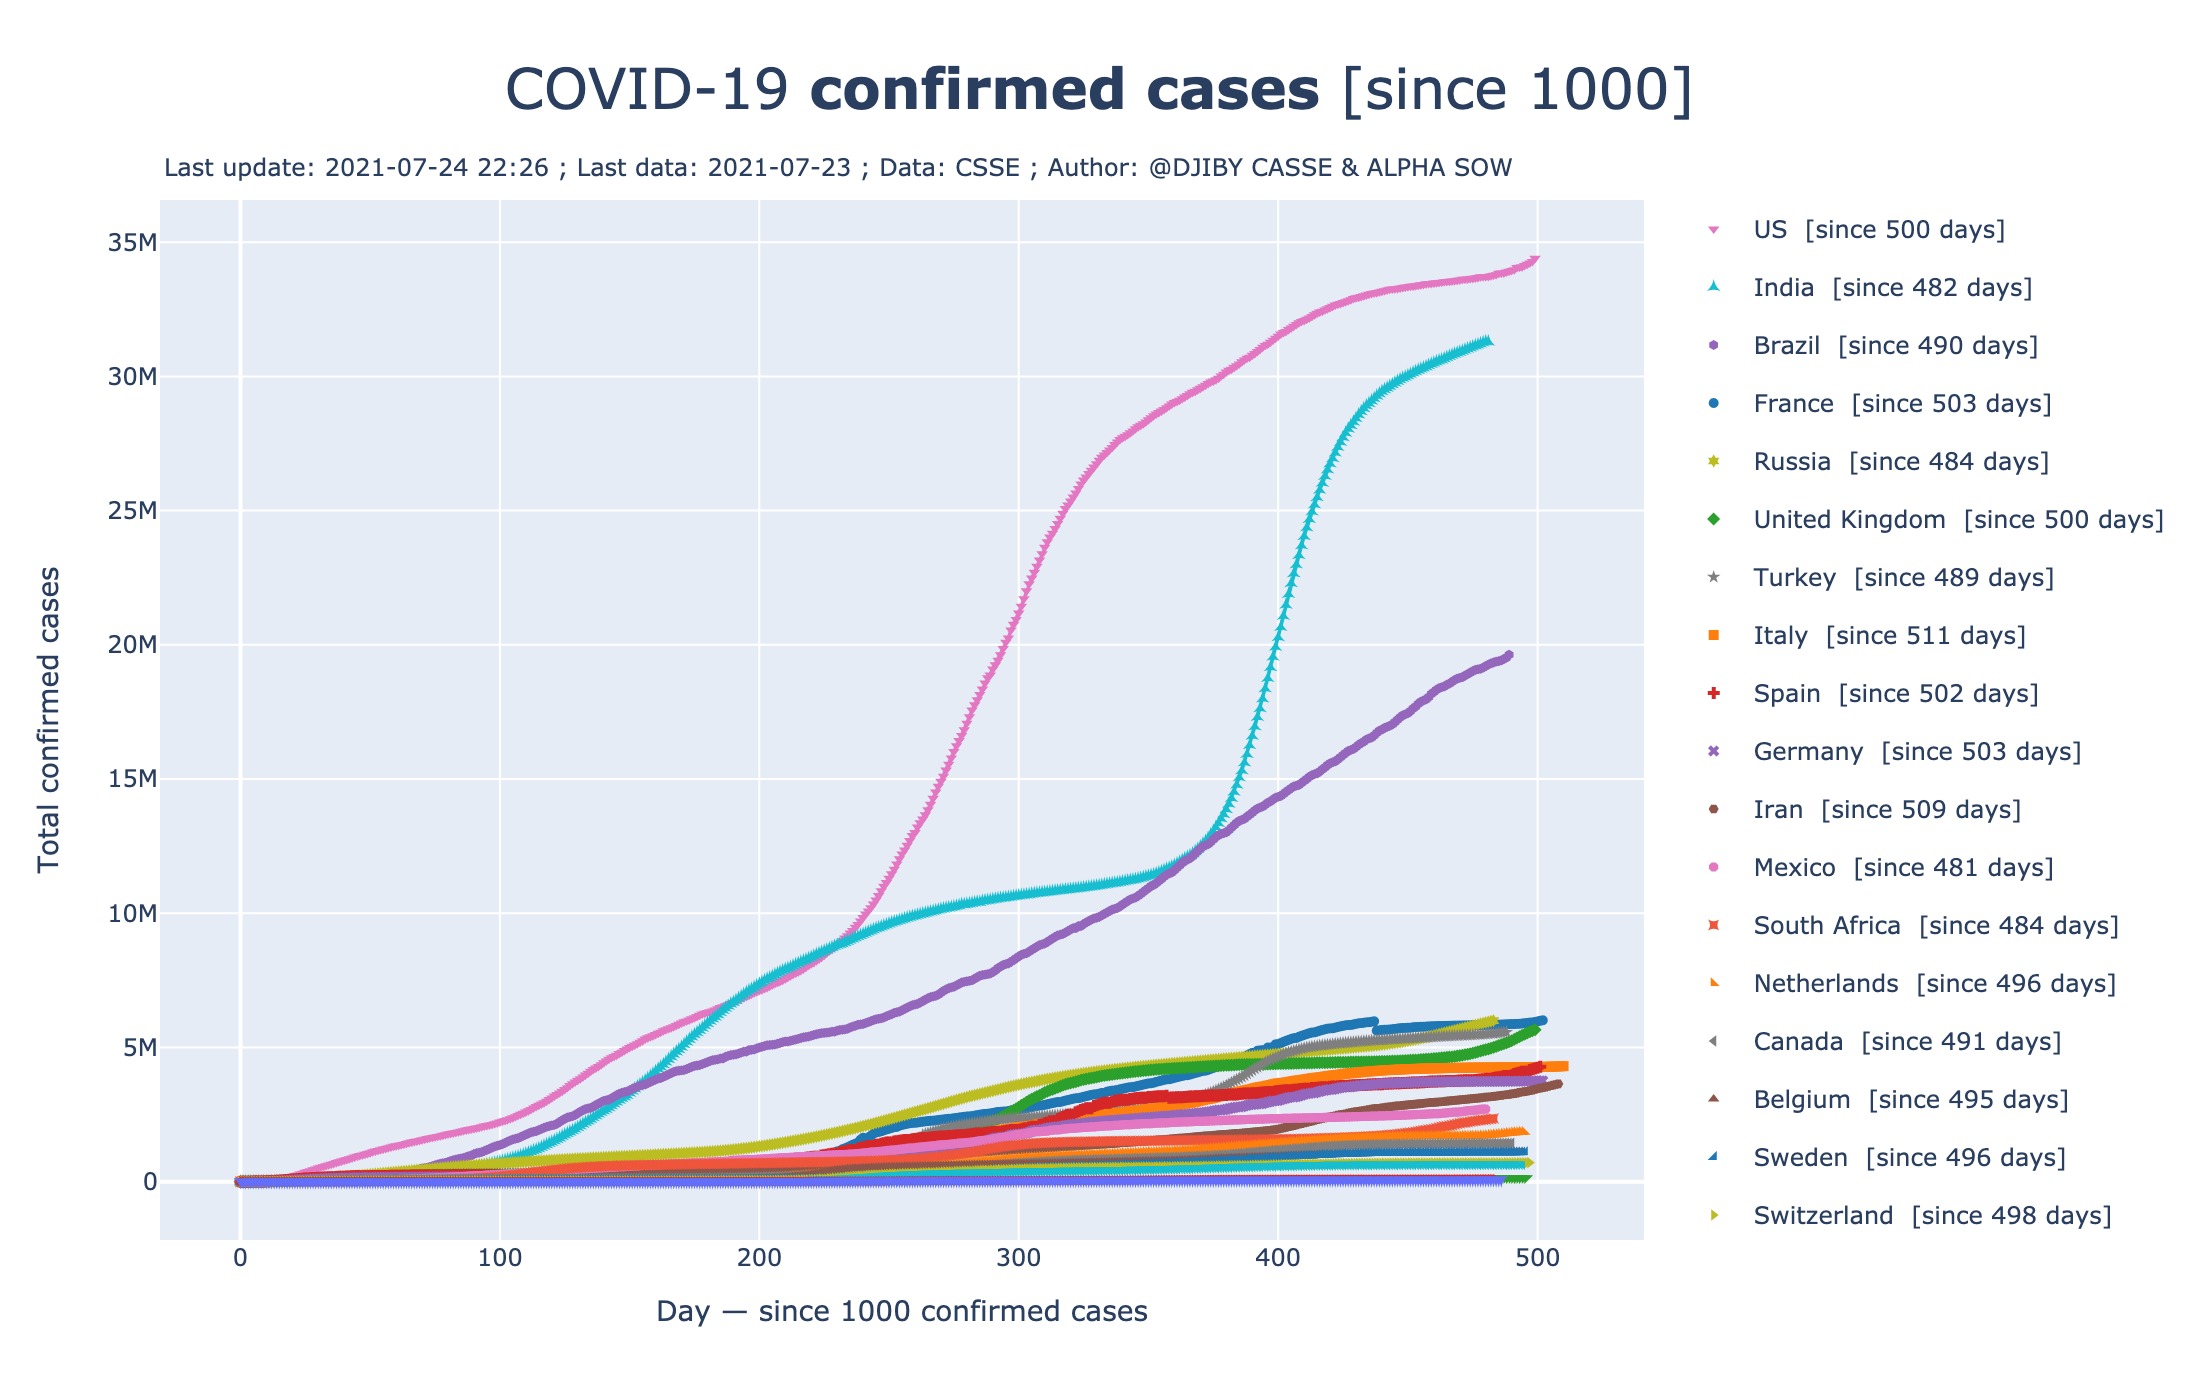 COVID-19 confirmed cases [since 1000]
Last update: 2021-07-24 22:26 ; Last data: 2021-07-23 ; Data: CSSE ; Author: @DJIBY CASSE & ALPHA SOW
35M
30M
25M
20M
15M
10M
5M
0
Total confirmed cases
0 100 200 300 400 500
Day — since 1000 confirmed cases
US [since 500 days]
India [since 482 days]
Brazil [since 490 days]
France [since 503 days]
Russia [since 484 days]
United Kingdom [since 500 days]
Turkey [since 489 days]
Italy [since 511 days]
Spain [since 502 days]
Germany [since 503 days]
Iran [since 509 days]
Mexico [since 481 days]
South Africa [since 484 days]
Netherlands [since 496 days]
Canada [since 491 days]
Belgium [since 495 days]
Sweden [since 496 days]
Switzerland [since 498 days]